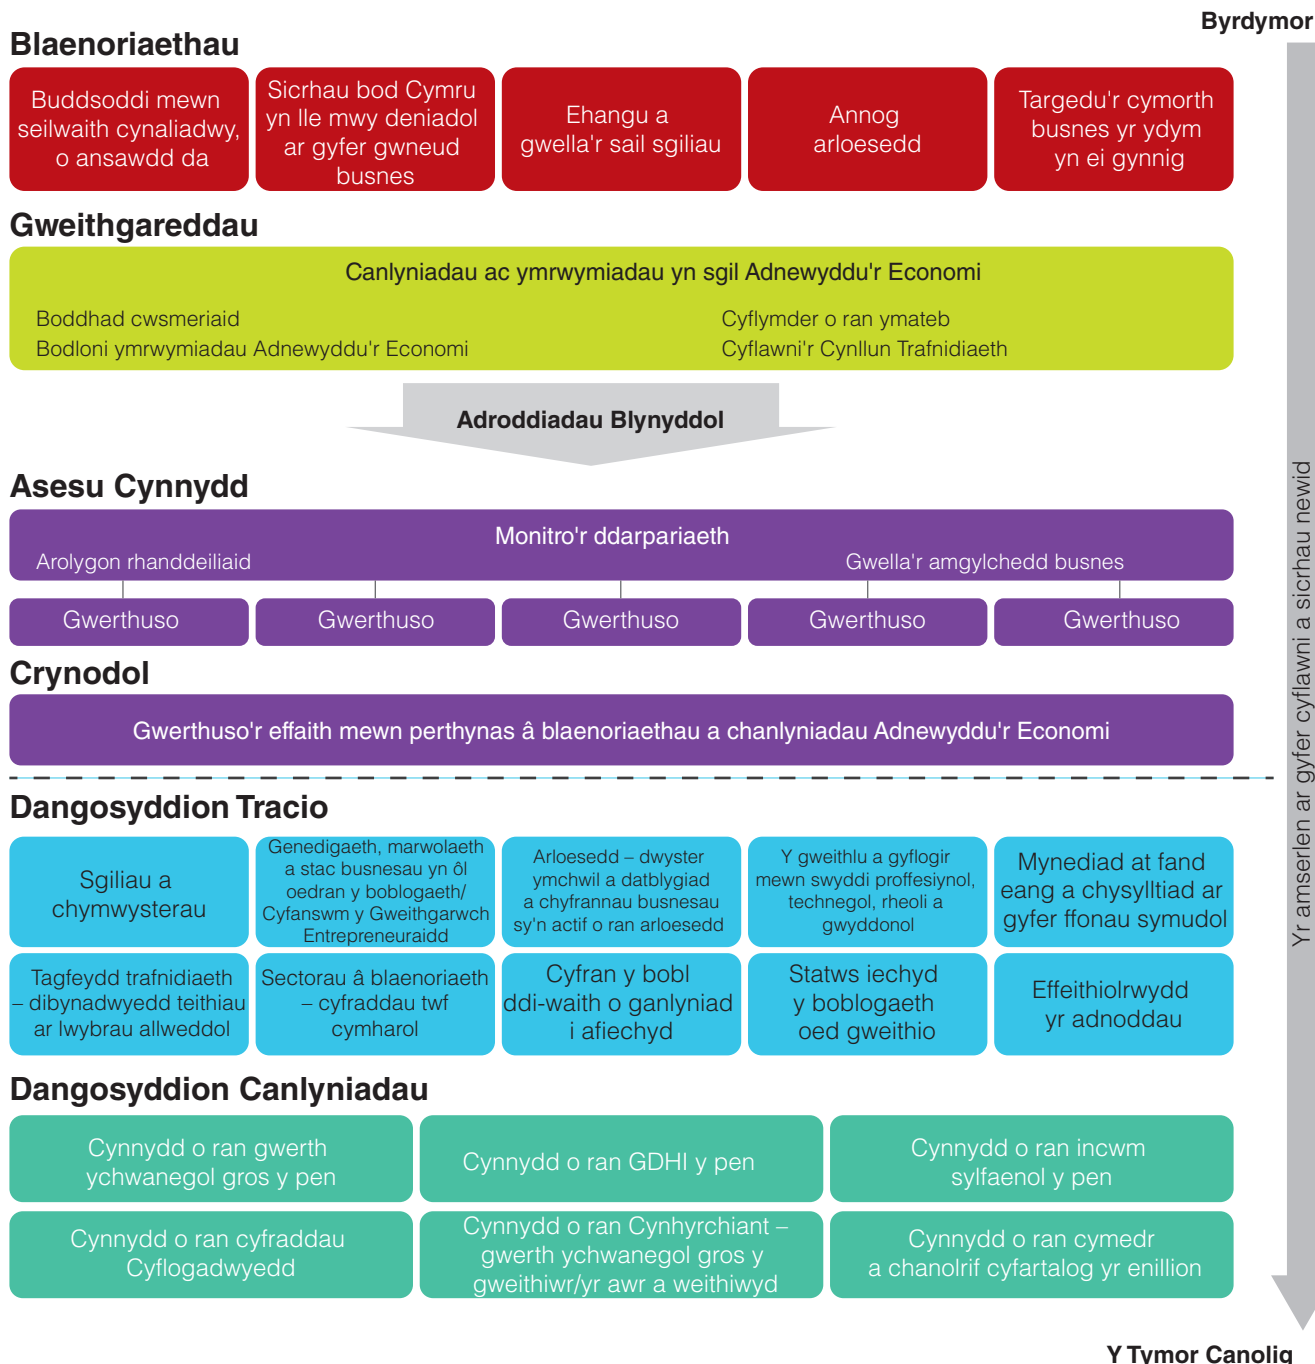 Byrdymor
Blaenoriaethau
Buddsoddi mewn
seilwaith cynaliadwy,
o ansawdd da
Sicrhau bod Cymru
yn lle mwy deniadol
ar gyfer gwneud
busnes
Ehangu a
gwella'r sail sgiliau
Annog
arloesedd
Targedu'r cymorth
busnes yr ydym
yn ei gynnig
Gweithgareddau
Canlyniadau ac ymrwymiadau yn sgil Adnewyddu'r Economi
Boddhad cwsmeriaid
Bodloni ymrwymiadau Adnewyddu'r Economi
Cyflymder o ran ymateb
Cyflawni'r Cynllun Trafnidiaeth
Adroddiadau Blynyddol
Asesu Cynnydd
Monitro'r ddarpariaeth
Arolygon rhanddeiliaid
Gwella'r amgylchedd busnes
Gwerthuso
Gwerthuso
Gwerthuso
Gwerthuso
Gwerthuso
Crynodol
Gwerthuso'r effaith mewn perthynas â blaenoriaethau a chanlyniadau Adnewyddu'r Economi
Dangosyddion Tracio
Sgiliau a
chymwysterau
Genedigaeth, marwolaeth
a stac busnesau yn ôl
oedran y boblogaeth/
Cyfanswm y Gweithgarwch
Entrepreneuraidd
Arloesedd – dwyster
ymchwil a datblygiad
a chyfrannau busnesau
sy'n actif o ran arloesedd
Y gweithlu a gyflogir
mewn swyddi proffesiynol,
technegol, rheoli a
gwyddonol
Mynediad at fand
eang a chysylltiad ar
gyfer ffonau symudol
Tagfeydd trafnidiaeth
– dibynadwyedd teithiau
ar lwybrau allweddol
Sectorau â blaenoriaeth
– cyfraddau twf
cymharol
Cyfran y bobl
ddi-waith o ganlyniad
i afiechyd
Statws iechyd
y boblogaeth
oed gweithio
Effeithiolrwydd
yr adnoddau
Dangosyddion Canlyniadau
Cynnydd o ran gwerth
ychwanegol gros y pen
Cynnydd o ran GDHI y pen
Cynnydd o ran incwm
sylfaenol y pen
Cynnydd o ran cyfraddau
Cyflogadwyedd
Cynnydd o ran Cynhyrchiant –
gwerth ychwanegol gros y
gweithiwr/yr awr a weithiwyd
Cynnydd o ran cymedr
a chanolrif cyfartalog yr enillion
Yr amserlen ar gyfer cyflawni a sicrhau newid
Y Tymor Canolig